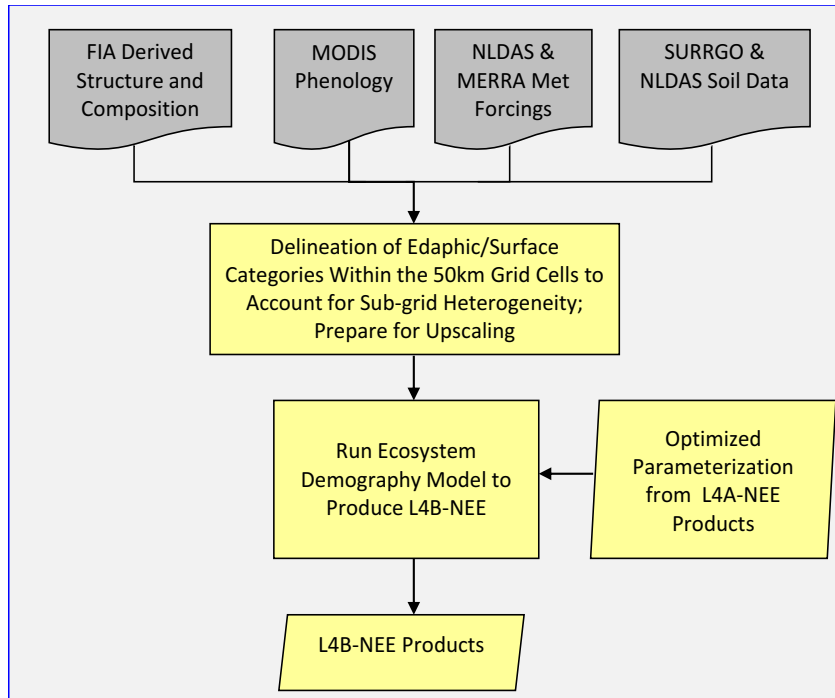 FIA Derived
Structure and
Composition
MODIS
Phenology
NLDAS &
MERRA Met
Forcings
SURRGO &
NLDAS Soil Data
Delineation of Edaphic/Surface
Categories Within the 50km Grid Cells to
Account for Sub-grid Heterogeneity;
Prepare for Upscaling
Run Ecosystem
Demography Model to
Produce L4B-NEE
Optimized
Parameterization
from L4A-NEE
Products
L4B-NEE Products